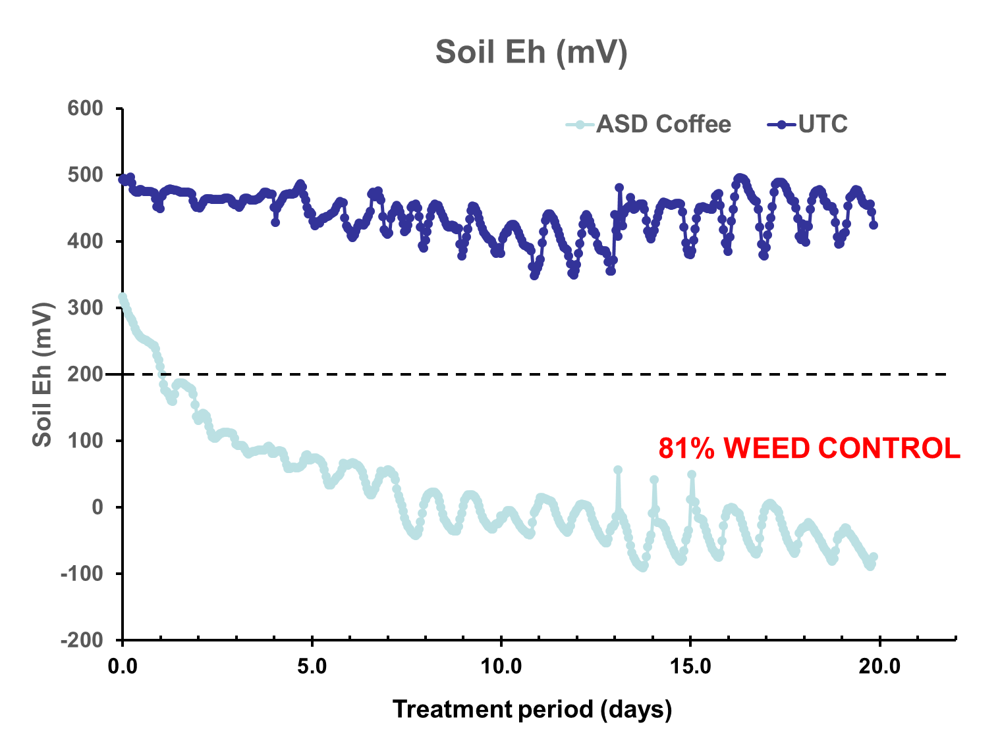 Soil Eh (mV)
ASD Coffee
UTC
600
500
400
300
200
100
0
-100
-200
Soil Eh (mV)
81% WEED CONTROL
0.0
5.0
10.0
15.0
20.0
Treatment period (days)